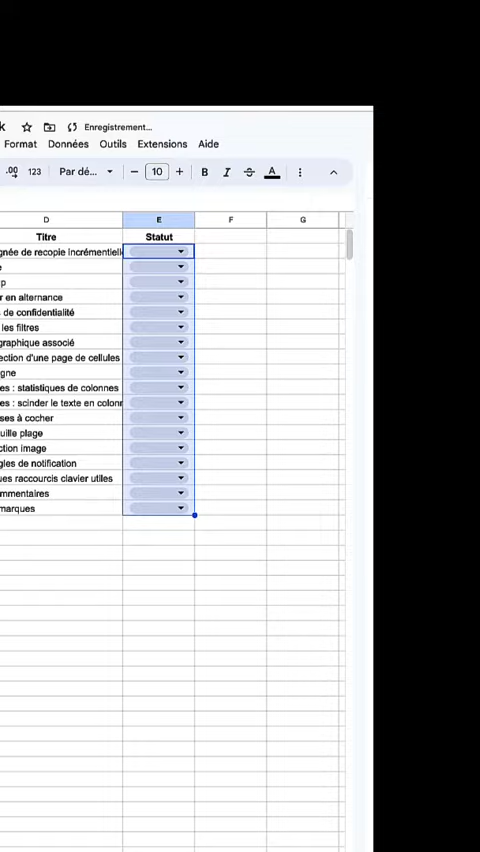 Enregistrement...
Format Données Outils Extensions Aide
.00 123 Par dé... − 10 + B I S A
D E F G
Titre Statut
gnée de recopie incrémentiell
e
p
r en alternance
de confidentialité
les filtres
graphique associé
ection d'une page de cellules
gne
es : statistiques de colonnes
es : scinder le texte en colonn
ses à cocher
uille plage
ction image
gles de notification
ues raccourcis clavier utiles
mmentaires
marques